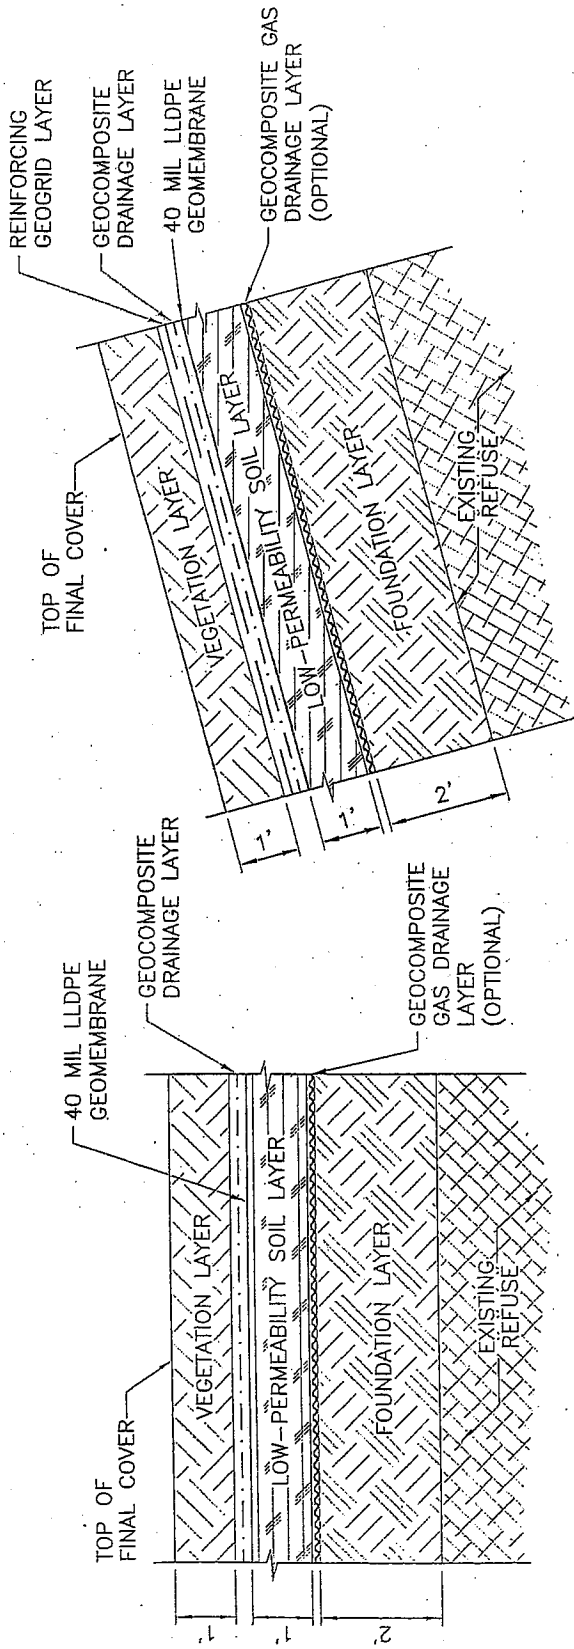 TOP OF
FINAL COVER
40 MIL LLDPE
GEOMEMBRANE
GEOCOMPOSITE
DRAINAGE LAYER
VEGETATION LAYER
LOW-PERMEABILITY SOIL LAYER
FOUNDATION LAYER
EXISTING
REFUSE
GEOCOMPOSITE
GAS DRAINAGE
LAYER
(OPTIONAL)
1'
1'
2'
TOP OF
FINAL COVER
REINFORCING
GEOGRID LAYER
GEOCOMPOSITE
DRAINAGE LAYER
40 MIL LLDPE
GEOMEMBRANE
GEOCOMPOSITE GAS
DRAINAGE LAYER
(OPTIONAL)
VEGETATION LAYER
LOW-PERMEABILITY SOIL LAYER
FOUNDATION LAYER
EXISTING
REFUSE
1'
1'
2'